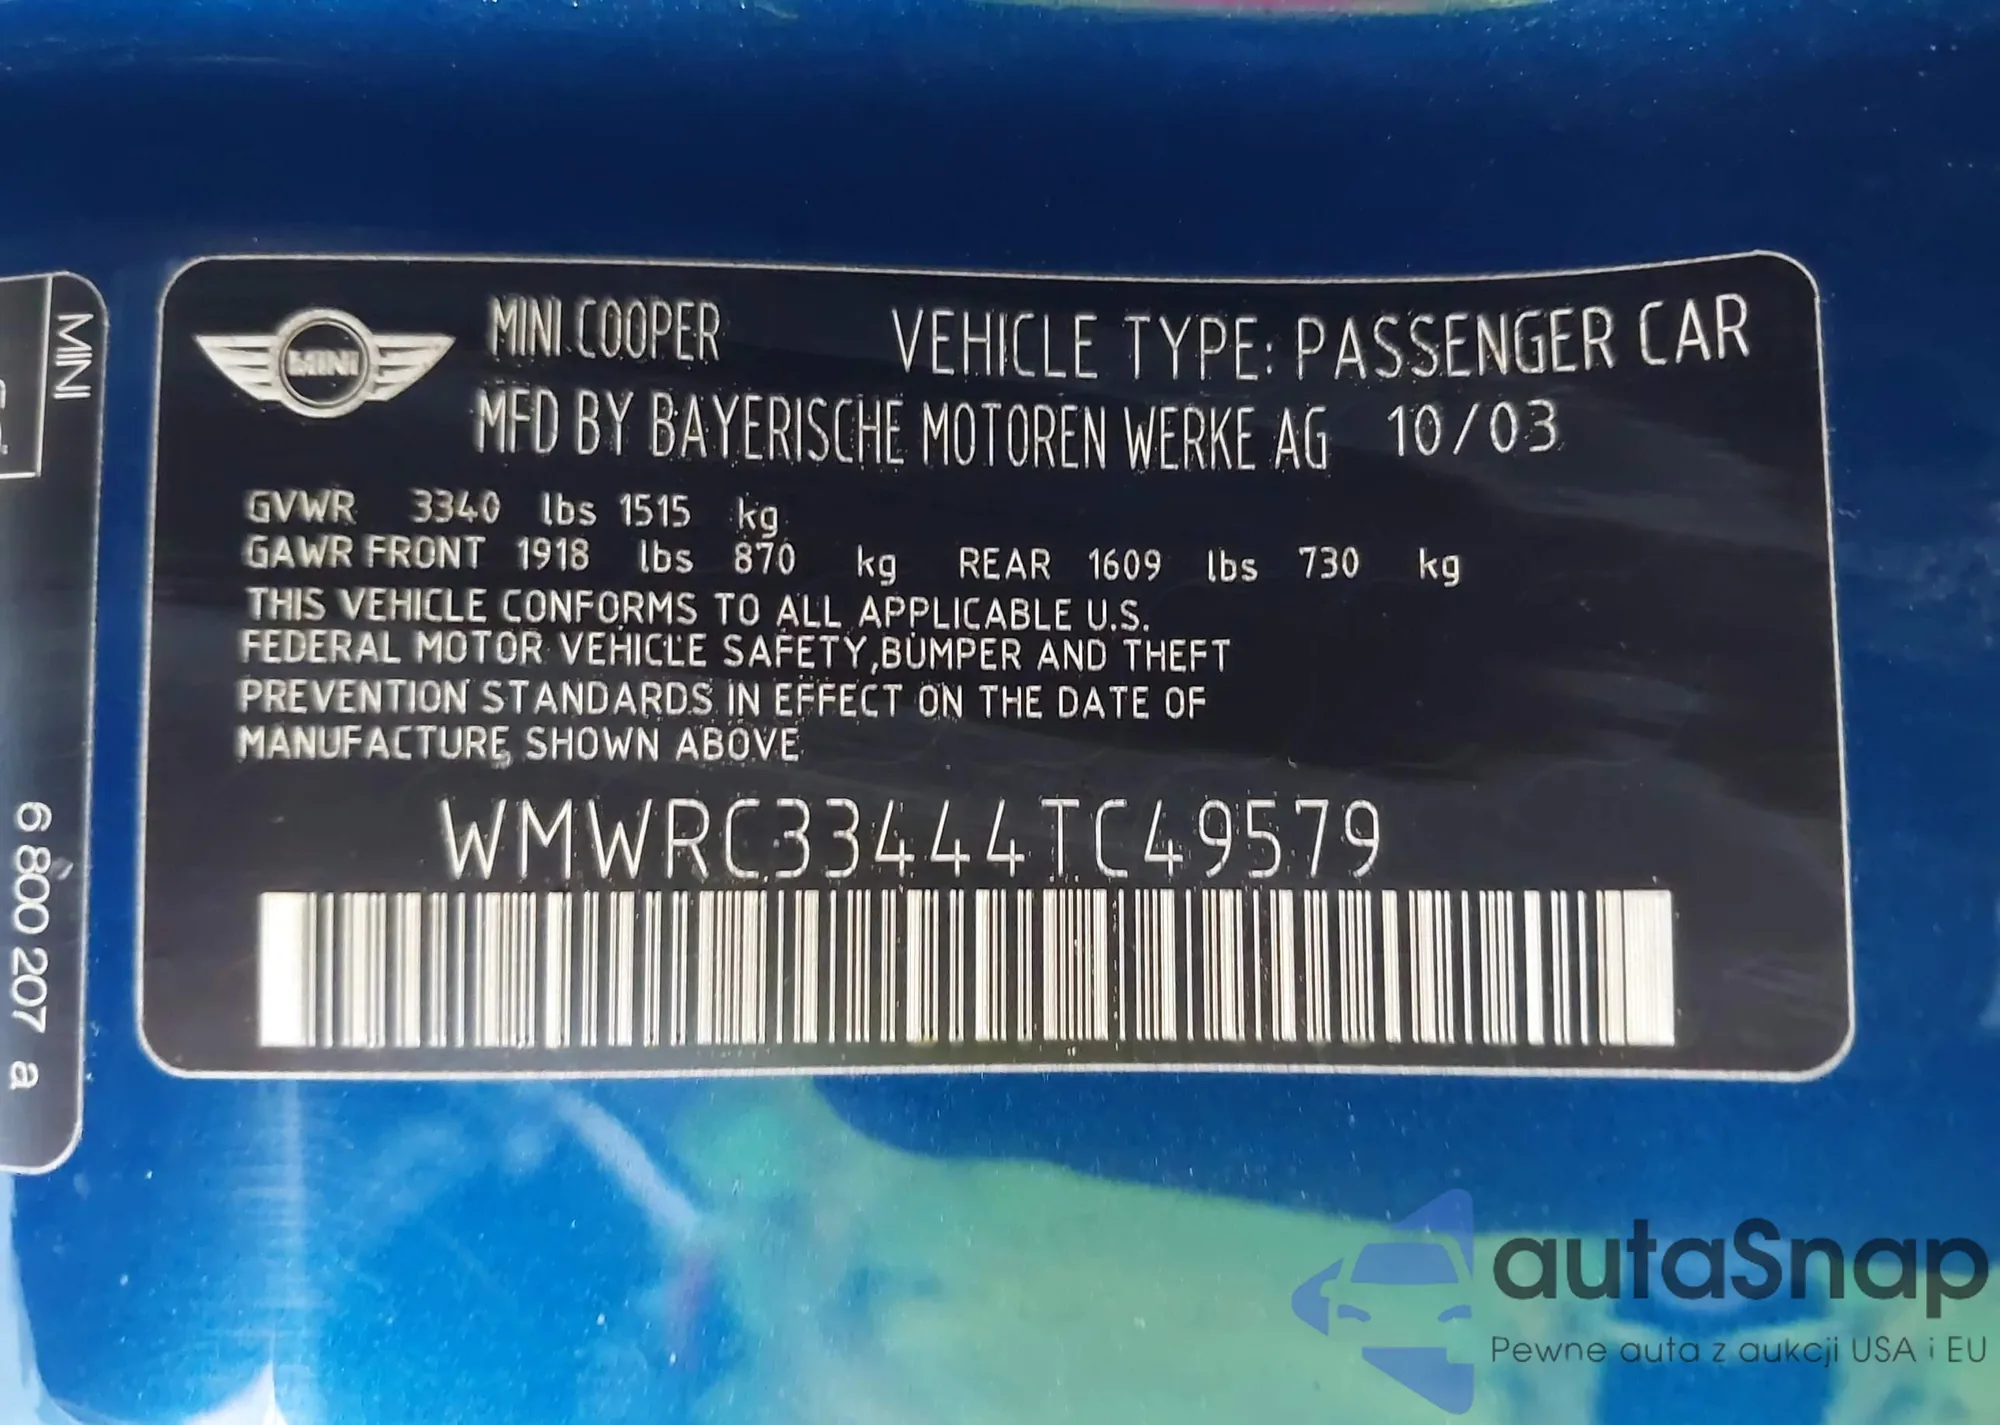 MINI
MINI COOPER VEHICLE TYPE: PASSENGER CAR
MFD BY BAYERISCHE MOTOREN WERKE AG 10/03
GVWR 3340 lbs 1515 kg
GAWR FRONT 1918 lbs 870 kg REAR 1609 lbs 730 kg
THIS VEHICLE CONFORMS TO ALL APPLICABLE U.S.
FEDERAL MOTOR VEHICLE SAFETY,BUMPER AND THEFT
PREVENTION STANDARDS IN EFFECT ON THE DATE OF
MANUFACTURE SHOWN ABOVE
WMWRC33444TC49579
MINI
6 800 207 a
autaSnap
Pewne auta z aukcji USA i EU